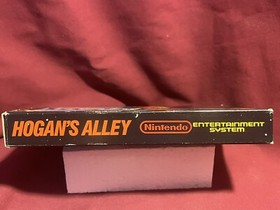 HOGAN'S ALLEY
Nintendo
ENTERTAINMENT
SYSTEM